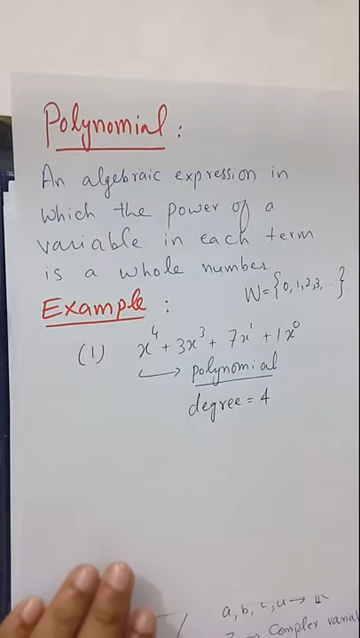 Polynomial :
An algebraic expression in
which the power of a
variable in each term
is a whole number
W={0,1,2,3,..}.
Example :
(1) x⁴ + 3x³ + 7x¹ + 1x⁰
polynomial
degree = 4.
a, b, c, u →
Complex varia